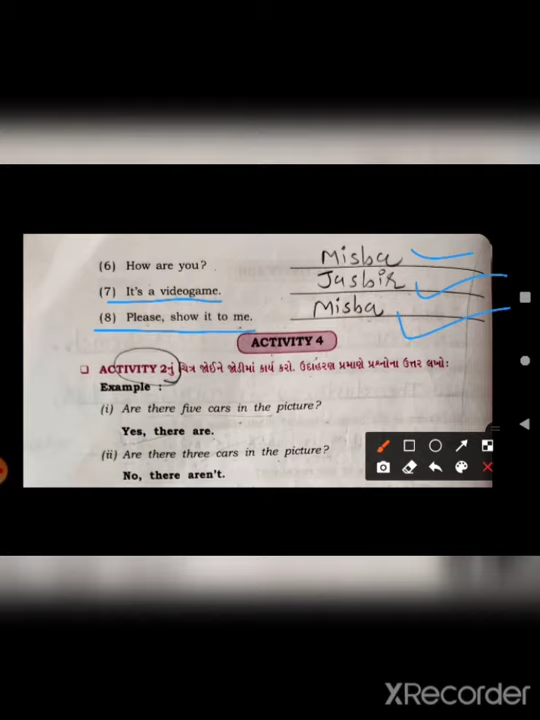 (6) How are you? Misba
(7) It's a videogame. Jasbir
(8) Please, show it to me. Misba
ACTIVITY 4
❑ ACTIVITY 2નું ચિત્ર જોઈને જોડીમાં કાર્ય કરો. ઉદાહરણ પ્રમાણે પ્રશ્નોના ઉત્તર લખો :
Example :
(i) Are there five cars in the picture?
Yes, there are.
(ii) Are there three cars in the picture?
No, there aren't.
XRecorder